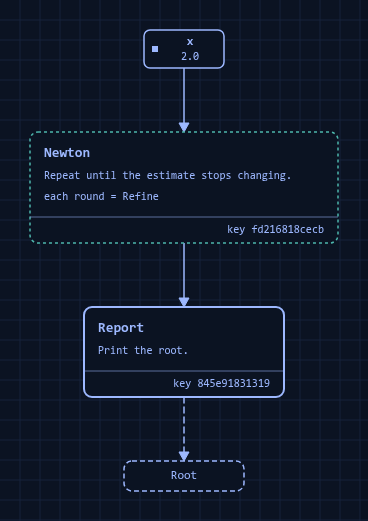 x
2.0
Newton
Repeat until the estimate stops changing.
each round = Refine
key fd216818cecb
Report
Print the root.
key 845e91831319
Root